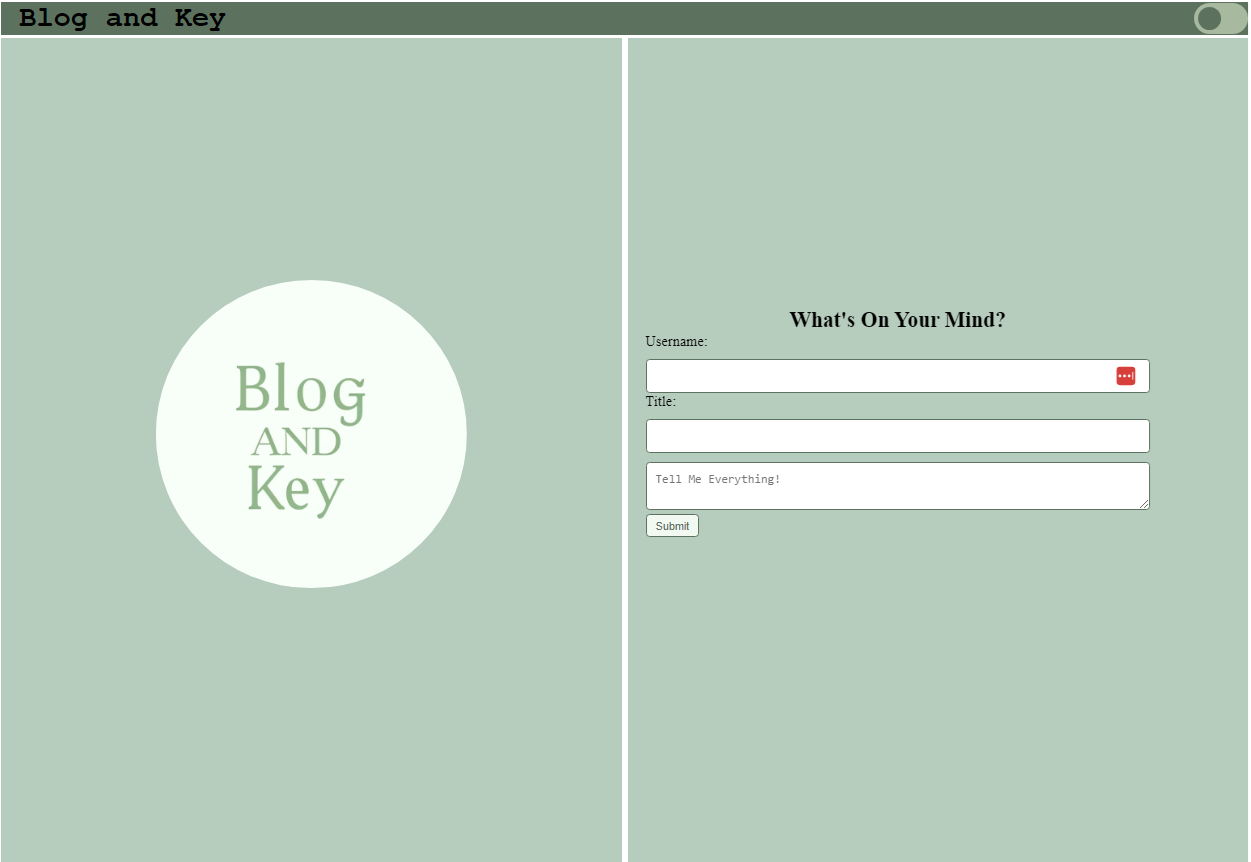 Blog and Key
Blog
AND
Key
What's On Your Mind?
Username:
Title:
Tell Me Everything!
Submit